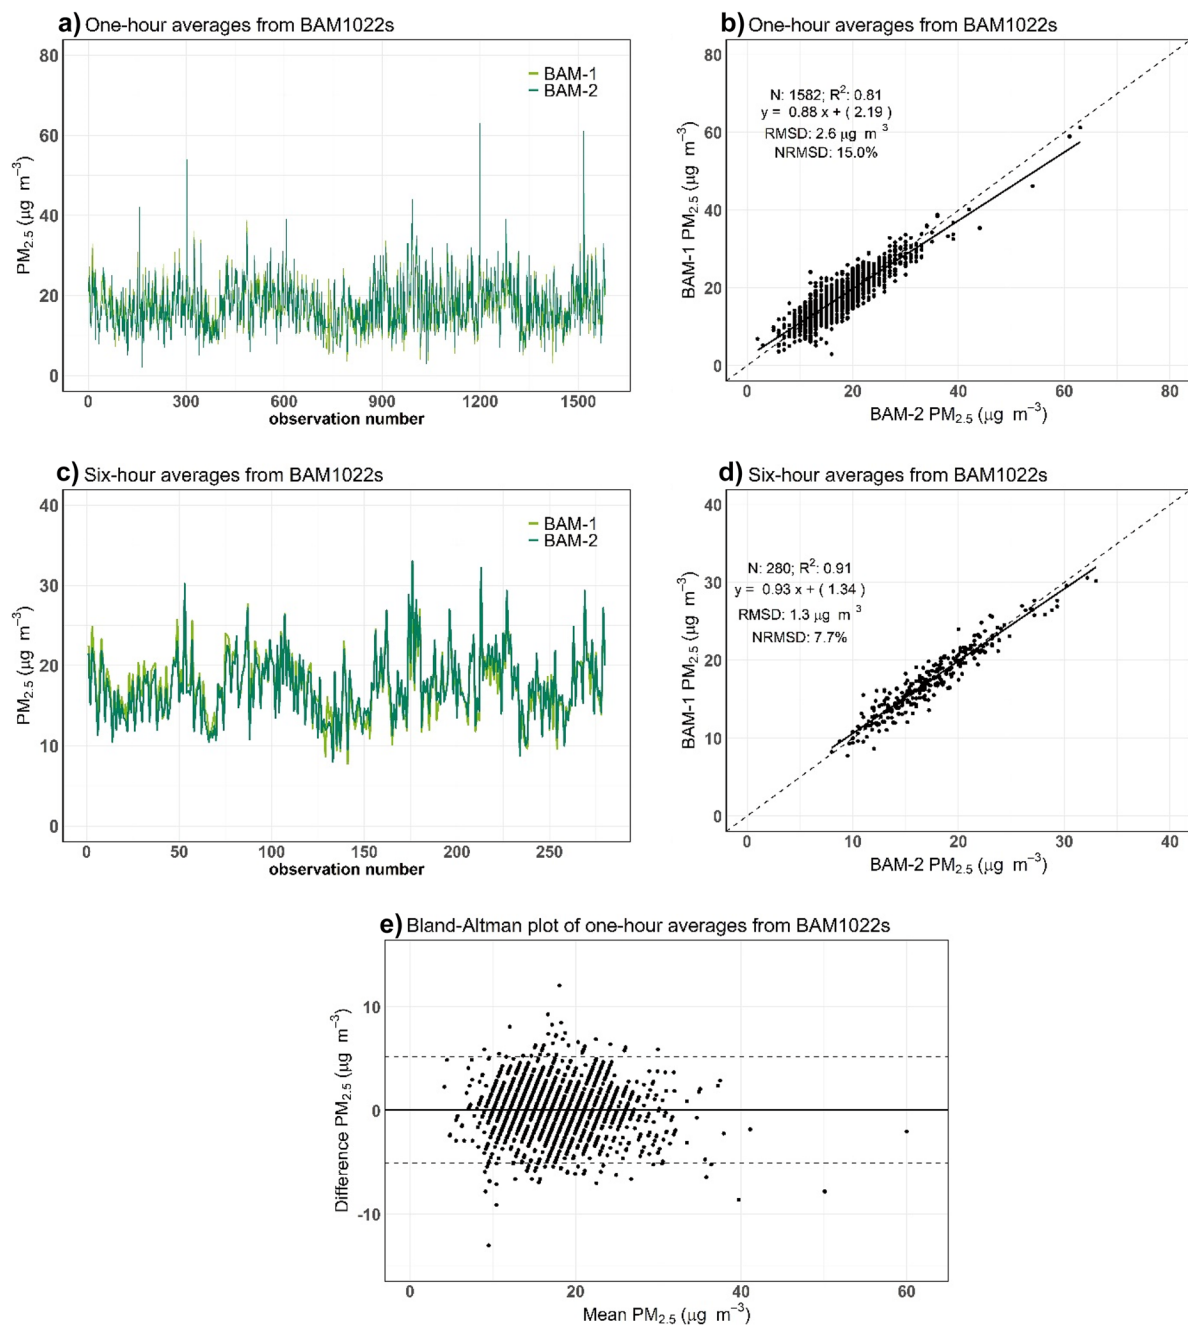 a) One-hour averages from BAM1022s
PM2.5 (µg m−3)
80
60
40
20
0
BAM-1
BAM-2
0 300 600 900 1200 1500
observation number
b) One-hour averages from BAM1022s
BAM-1 PM2.5 (µg m−3)
80
60
40
20
0
N: 1582; R2: 0.81
y = 0.88 x + ( 2.19 )
RMSD: 2.6 µg m 3
NRMSD: 15.0%
0 20 40 60 80
BAM-2 PM2.5 (µg m−3)
c) Six-hour averages from BAM1022s
PM2.5 (µg m−3)
40
30
20
10
0
BAM-1
BAM-2
0 50 100 150 200 250
observation number
d) Six-hour averages from BAM1022s
BAM-1 PM2.5 (µg m−3)
40
30
20
10
0
N: 280; R2: 0.91
y = 0.93 x + ( 1.34 )
RMSD: 1.3 µg m 3
NRMSD: 7.7%
0 10 20 30 40
BAM-2 PM2.5 (µg m−3)
e) Bland-Altman plot of one-hour averages from BAM1022s
Difference PM2.5 (µg m−3)
10
0
-10
0 20 40 60
Mean PM2.5 (µg m−3)